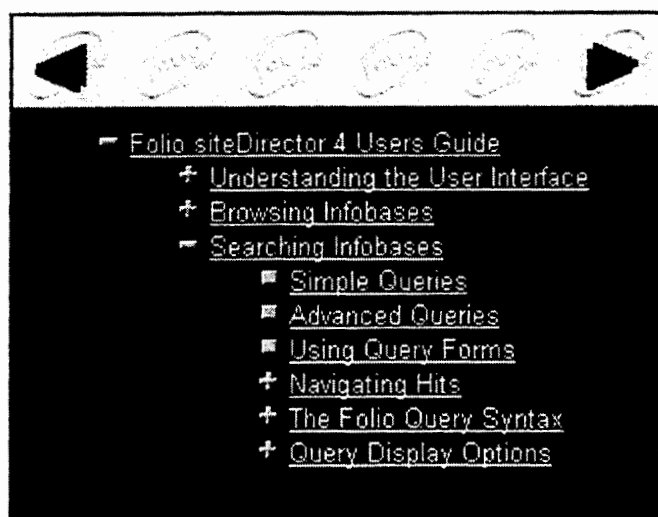 Folio siteDirector 4 Users Guide
Understanding the User Interface
Browsing Infobases
Searching Infobases
Simple Queries
Advanced Queries
Using Query Forms
Navigating Hits
The Folio Query Syntax
Query Display Options